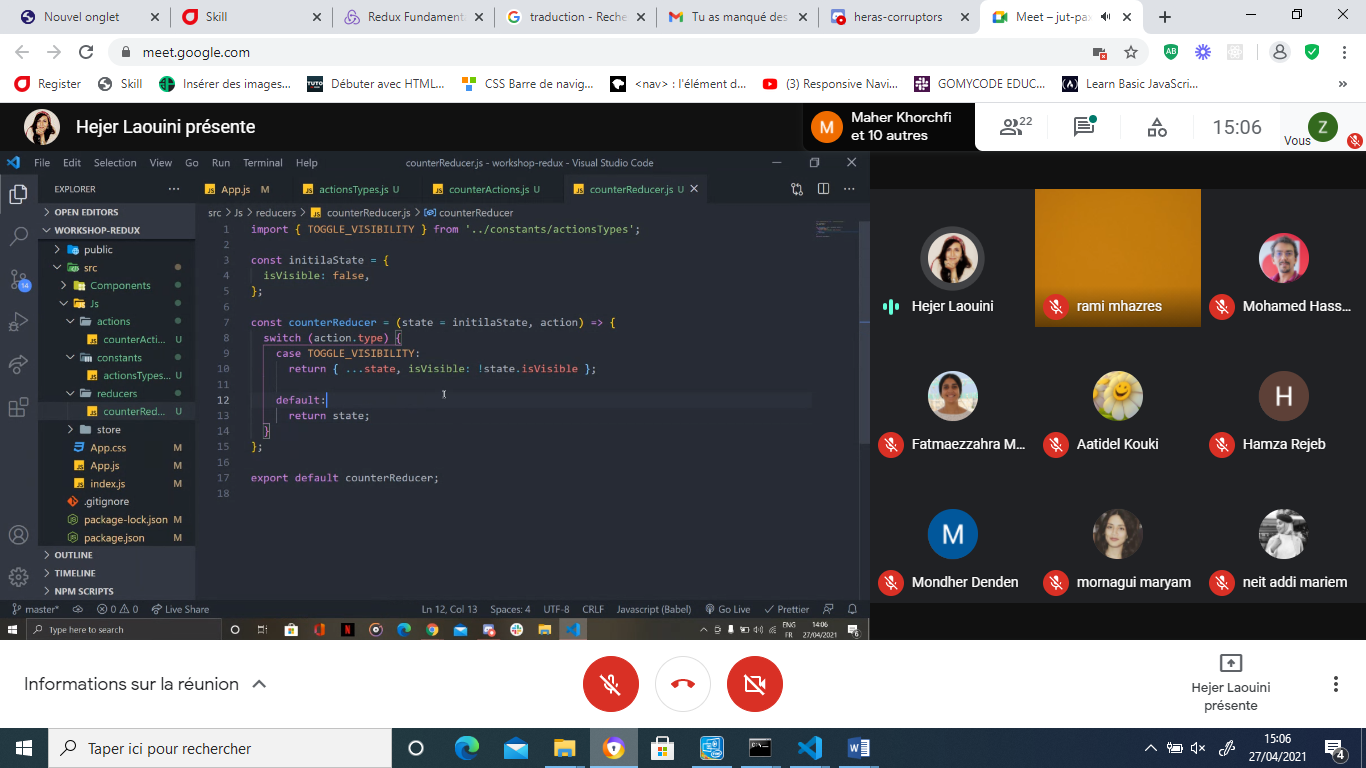 Nouvel onglet
Skill
Redux Fundament
traduction - Reche
Tu as manqué des
heras-corruptors
Meet – jut-pax
meet.google.com
Register
Skill
Insérer des images...
Débuter avec HTML...
CSS Barre de navig...
<nav> : l'élément d...
(3) Responsive Navi...
GOMYCODE EDUC...
Learn Basic JavaScri...
»
Hejer Laouini présente
M
Maher Khorchfi
et 10 autres
22
15:06
Vous
Z
File Edit Selection View Go Run Terminal Help
counterReducer.js - workshop-redux - Visual Studio Code
EXPLORER
App.js M
actionsTypes.js U
counterActions.js U
counterReducer.js U
src > Js > reducers > counterReducer.js > counterReducer
OPEN EDITORS
WORKSHOP-REDUX
public
src
Components
Js
actions
counterActi... U
constants
actionsTypes... U
reducers
counterRed... U
store
App.css M
App.js M
index.js M
.gitignore
package-lock.json M
package.json M
OUTLINE
TIMELINE
NPM SCRIPTS
14
1 import { TOGGLE_VISIBILITY } from '../constants/actionsTypes';
2
3 const initilaState = {
4 isVisible: false,
5 };
6
7 const counterReducer = (state = initilaState, action) => {
8 switch (action.type) {
9 case TOGGLE_VISIBILITY:
10 return { ...state, isVisible: !state.isVisible };
11
12 default:
13 return state;
14 }
15 };
16
17 export default counterReducer;
18
master* 0 0 Live Share
Ln 12, Col 13 Spaces: 4 UTF-8 CRLF Javascript (Babel) Go Live Prettier
Type here to search
ENG
FR
14:06
27/04/2021
6
Hejer Laouini
rami mhazres
Mohamed Hass...
Fatmaezzahra M...
Aatidel Kouki
H
Hamza Rejeb
M
Mondher Denden
mornagui maryam
neit addi mariem
Informations sur la réunion
Hejer Laouini
présente
Taper ici pour rechercher
15:06
27/04/2021
4